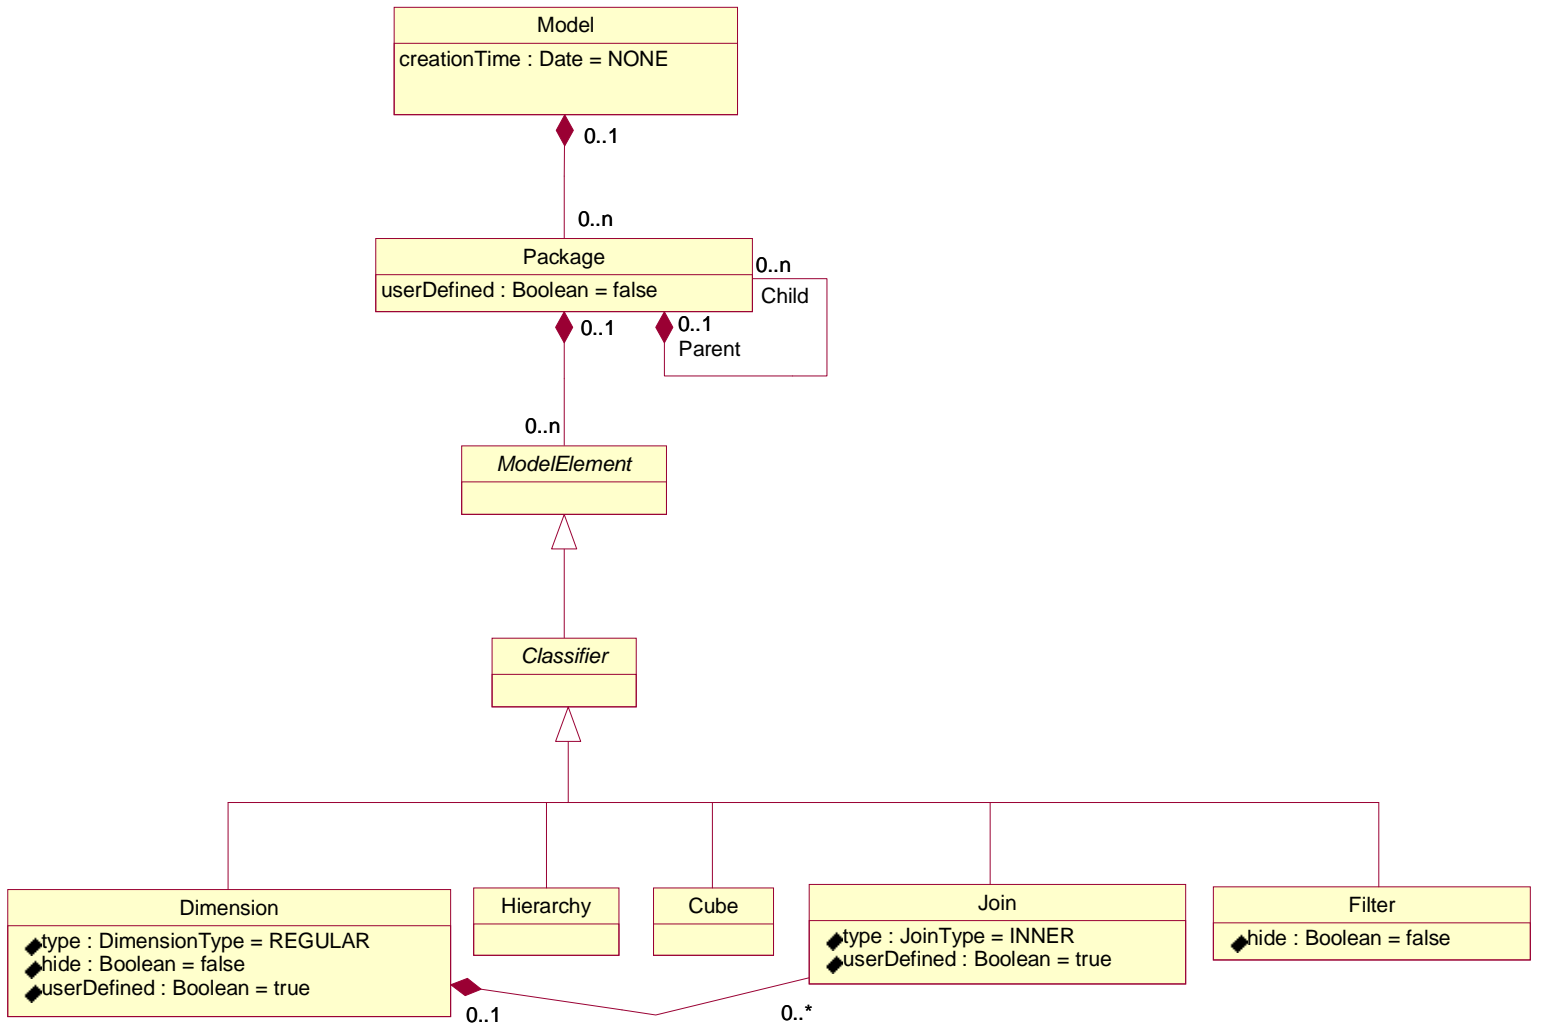 Model
creationTime : Date = NONE
0..1
0..n
Package
userDefined : Boolean = false
0..n
Child
0..1
0..1
Parent
0..n
ModelElement
Classifier
Dimension
type : DimensionType = REGULAR
hide : Boolean = false
userDefined : Boolean = true
Hierarchy
Cube
Join
type : JoinType = INNER
userDefined : Boolean = true
Filter
hide : Boolean = false
0..1
0..*